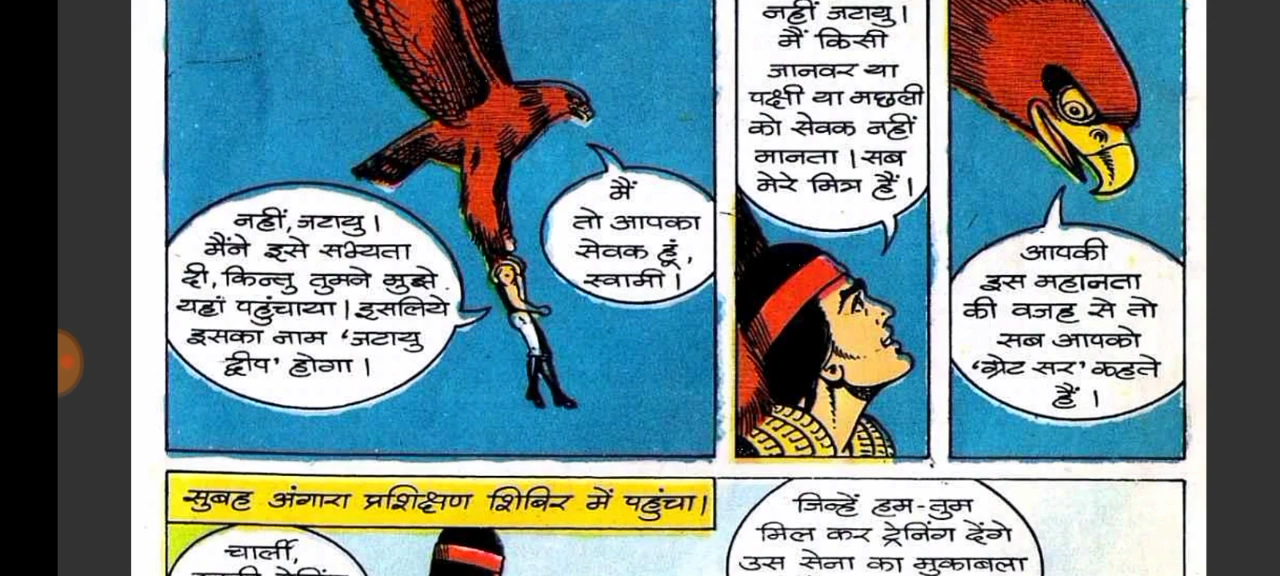 नहीं, जटायु।
मैंने इसे सभ्यता
दी, किन्तु तुमने मुझे
यहां पहुंचाया। इसलिये
इसका नाम 'जटायु
द्वीप' होगा।
मैं
तो आपका
सेवक हूं,
स्वामी।
नहीं जटायु।
मैं किसी
जानवर या
पक्षी या मछली
को सेवक नहीं
मानता। सब
मेरे मित्र हैं।
आपकी
इस महानता
की वजह से तो
सब आपको
'ग्रेट सर' कहते
हैं।
सुबह अंगारा प्रशिक्षण शिबिर में पहुंचा।
चार्ली,
जिन्हें हम-तुम
मिल कर ट्रेनिंग देंगे
उस सेना का मुकाबला